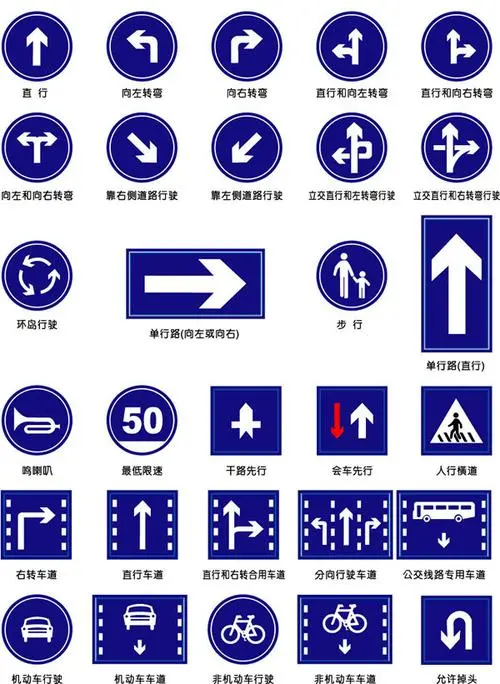 直行
向左转弯
向右转弯
直行和向左转弯
直行和向右转弯
向左和向右转弯
靠右侧道路行驶
靠左侧道路行驶
立交直行和左转弯行驶
立交直行和右转弯行驶
环岛行驶
单行路(向左或向右)
步行
单行路(直行)
50
鸣喇叭
最低限速
干路先行
会车先行
人行横道
右转车道
直行车道
直行和右转合用车道
分向行驶车道
公交线路专用车道
机动车行驶
机动车车道
非机动车行驶
非机动车车道
允许掉头